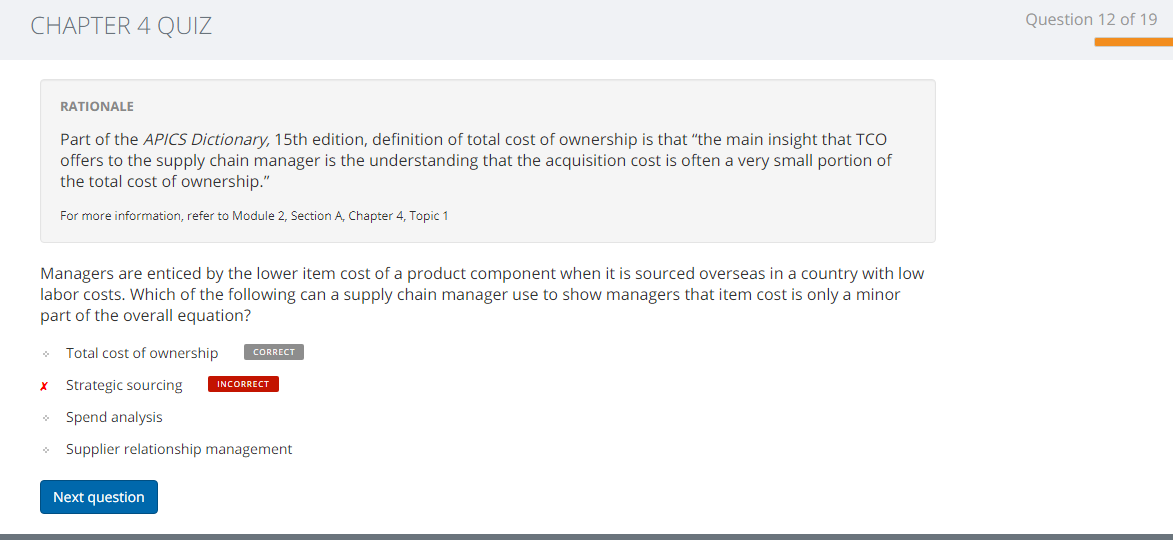 CHAPTER 4 QUIZ
Question 12 of 19
RATIONALE
Part of the APICS Dictionary, 15th edition, definition of total cost of ownership is that “the main insight that TCO
offers to the supply chain manager is the understanding that the acquisition cost is often a very small portion of
the total cost of ownership.”
For more information, refer to Module 2, Section A, Chapter 4, Topic 1
Managers are enticed by the lower item cost of a product component when it is sourced overseas in a country with low
labor costs. Which of the following can a supply chain manager use to show managers that item cost is only a minor
part of the overall equation?
Total cost of ownership CORRECT
✗ Strategic sourcing INCORRECT
Spend analysis
Supplier relationship management
Next question